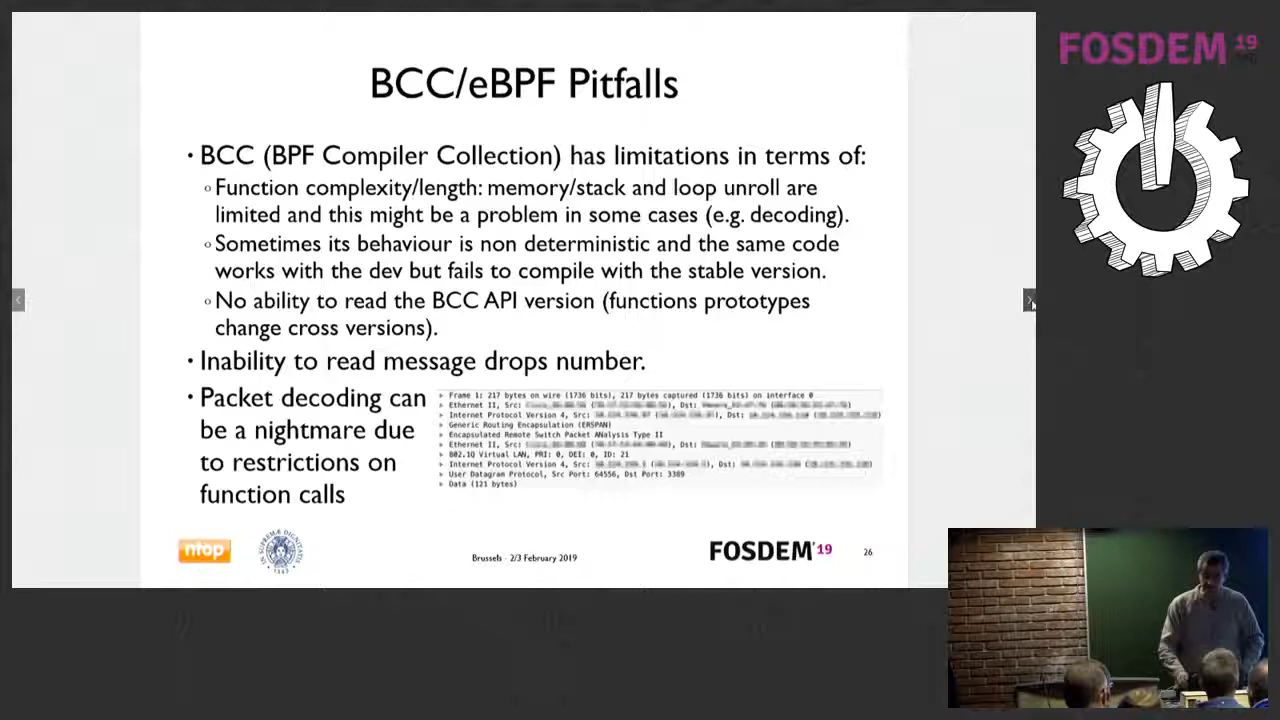 FOSDEM 19
BCC/eBPF Pitfalls
• BCC (BPF Compiler Collection) has limitations in terms of:
Function complexity/length: memory/stack and loop unroll are
limited and this might be a problem in some cases (e.g. decoding).
Sometimes its behaviour is non deterministic and the same code
works with the dev but fails to compile with the stable version.
No ability to read the BCC API version (functions prototypes
change cross versions).
• Inability to read message drops number.
• Packet decoding can
be a nightmare due
to restrictions on
function calls
Frame 1: 217 bytes on wire (1736 bits), 217 bytes captured (1736 bits) on interface 0
Ethernet II, Src: Dst:
Internet Protocol Version 4, Src: Dst:
Generic Routing Encapsulation (ERSPAN)
Encapsulated Remote Switch Packet ANalysis Type II
Ethernet II, Src: Dst:
802.1Q Virtual LAN, PRI: 0, DEI: 0, ID: 21
Internet Protocol Version 4, Src: Dst:
User Datagram Protocol, Src Port: 64556, Dst Port: 3389
Data (121 bytes)
ntop
Brussels - 2/3 February 2019
FOSDEM 19
26